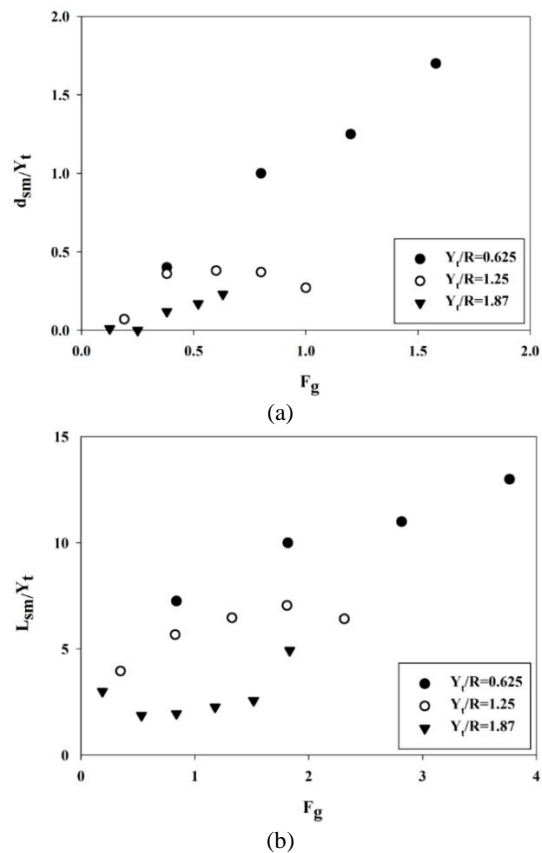 2.0
1.5
1.0
0.5
0.0
d_sm/Y_t
Y_t/R=0.625
Y_t/R=1.25
Y_t/R=1.87
0.0 0.5 1.0 1.5 2.0
F_g
(a)
15
10
5
0
L_sm/Y_t
Y_t/R=0.625
Y_t/R=1.25
Y_t/R=1.87
0 1 2 3 4
F_g
(b)